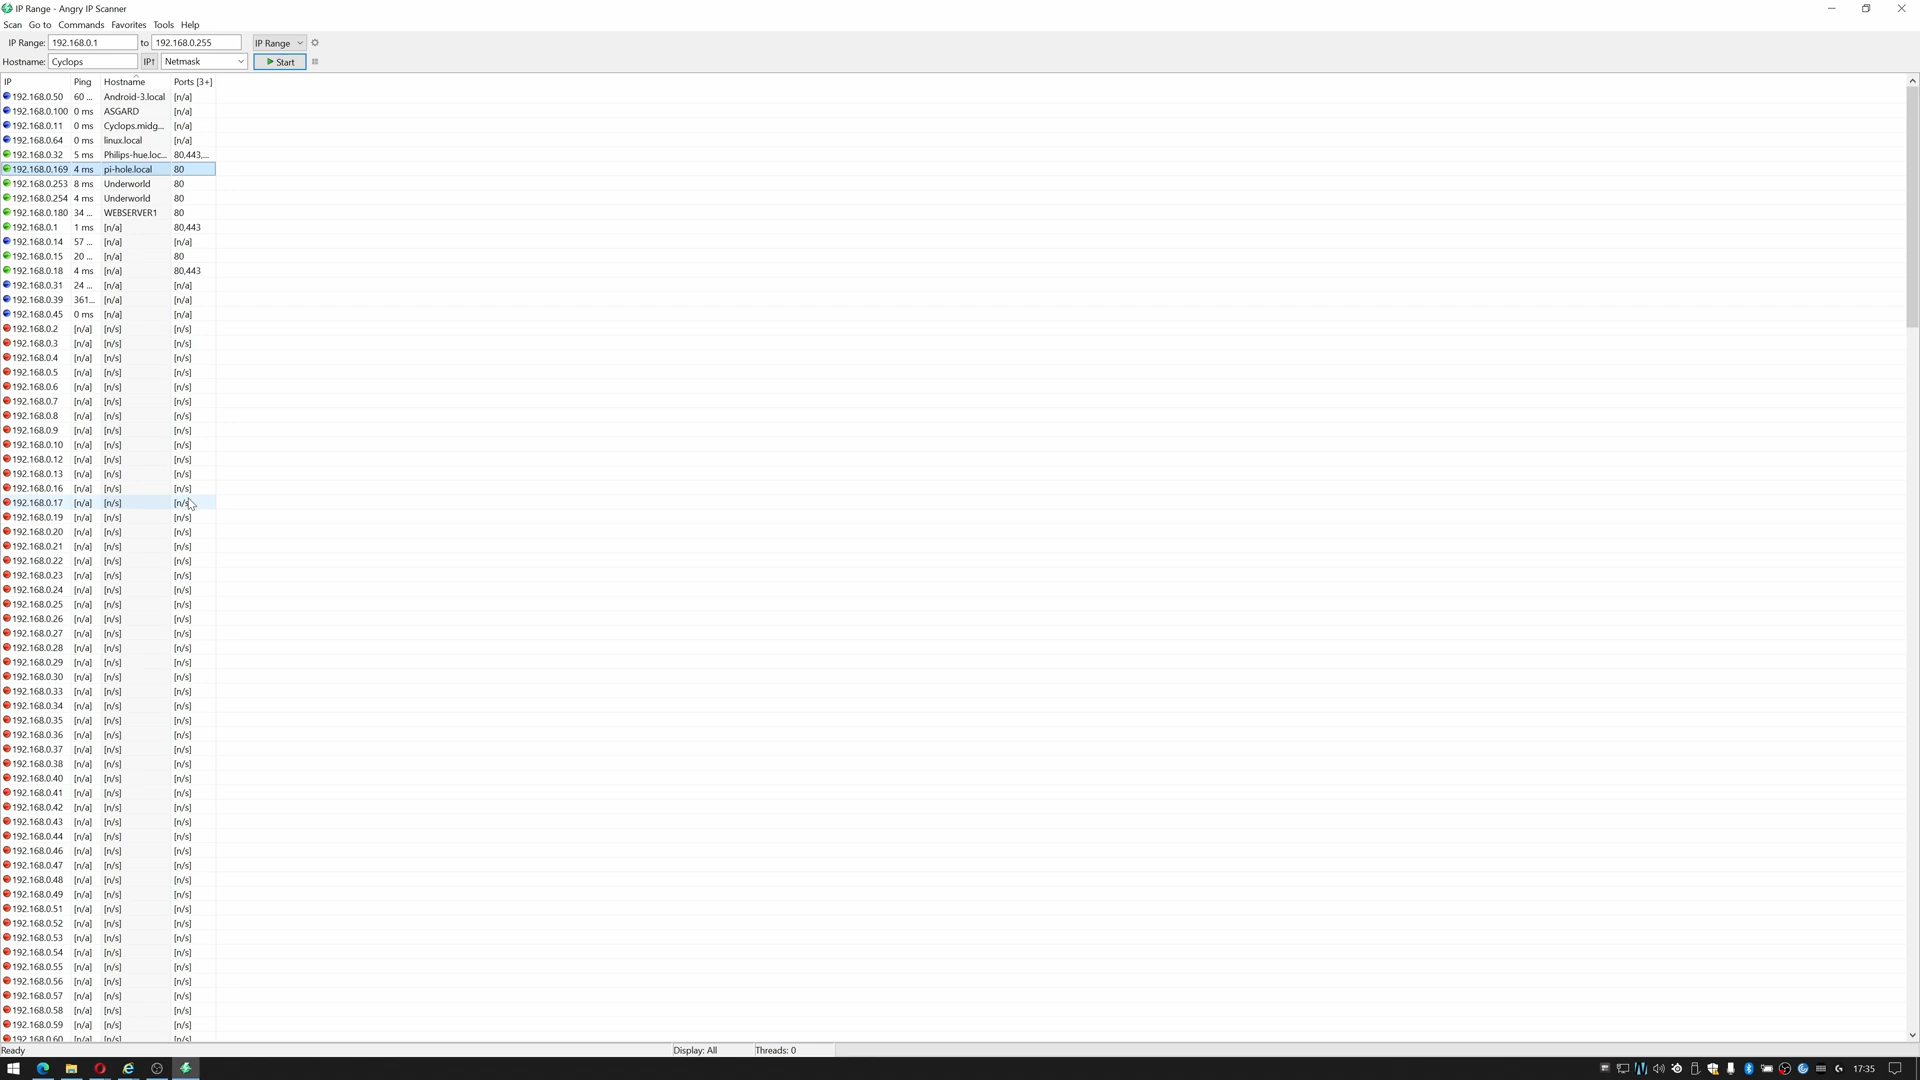 IP Range - Angry IP Scanner
Scan Go to Commands Favorites Tools Help
IP Range: 192.168.0.1 to 192.168.0.255 IP Range
Hostname: Cyclops IP↑ Netmask Start
IP Ping Hostname Ports [3+]
192.168.0.50 60 ... Android-3.local [n/a]
192.168.0.100 0 ms ASGARD [n/a]
192.168.0.11 0 ms Cyclops.midg... [n/a]
192.168.0.64 0 ms linux.local [n/a]
192.168.0.32 5 ms Philips-hue.loc... 80,443,...
192.168.0.169 4 ms pi-hole.local 80
192.168.0.253 8 ms Underworld 80
192.168.0.254 4 ms Underworld 80
192.168.0.180 34 ... WEBSERVER1 80
192.168.0.1 1 ms [n/a] 80,443
192.168.0.14 57 ... [n/a] [n/a]
192.168.0.15 20 ... [n/a] 80
192.168.0.18 4 ms [n/a] 80,443
192.168.0.31 24 ... [n/a] [n/a]
192.168.0.39 361... [n/a] [n/a]
192.168.0.45 0 ms [n/a] [n/a]
192.168.0.2 [n/a] [n/s] [n/s]
192.168.0.3 [n/a] [n/s] [n/s]
192.168.0.4 [n/a] [n/s] [n/s]
192.168.0.5 [n/a] [n/s] [n/s]
192.168.0.6 [n/a] [n/s] [n/s]
192.168.0.7 [n/a] [n/s] [n/s]
192.168.0.8 [n/a] [n/s] [n/s]
192.168.0.9 [n/a] [n/s] [n/s]
192.168.0.10 [n/a] [n/s] [n/s]
192.168.0.12 [n/a] [n/s] [n/s]
192.168.0.13 [n/a] [n/s] [n/s]
192.168.0.16 [n/a] [n/s] [n/s]
192.168.0.17 [n/a] [n/s] [n/s]
192.168.0.19 [n/a] [n/s] [n/s]
192.168.0.20 [n/a] [n/s] [n/s]
192.168.0.21 [n/a] [n/s] [n/s]
192.168.0.22 [n/a] [n/s] [n/s]
192.168.0.23 [n/a] [n/s] [n/s]
192.168.0.24 [n/a] [n/s] [n/s]
192.168.0.25 [n/a] [n/s] [n/s]
192.168.0.26 [n/a] [n/s] [n/s]
192.168.0.27 [n/a] [n/s] [n/s]
192.168.0.28 [n/a] [n/s] [n/s]
192.168.0.29 [n/a] [n/s] [n/s]
192.168.0.30 [n/a] [n/s] [n/s]
192.168.0.33 [n/a] [n/s] [n/s]
192.168.0.34 [n/a] [n/s] [n/s]
192.168.0.35 [n/a] [n/s] [n/s]
192.168.0.36 [n/a] [n/s] [n/s]
192.168.0.37 [n/a] [n/s] [n/s]
192.168.0.38 [n/a] [n/s] [n/s]
192.168.0.40 [n/a] [n/s] [n/s]
192.168.0.41 [n/a] [n/s] [n/s]
192.168.0.42 [n/a] [n/s] [n/s]
192.168.0.43 [n/a] [n/s] [n/s]
192.168.0.44 [n/a] [n/s] [n/s]
192.168.0.46 [n/a] [n/s] [n/s]
192.168.0.47 [n/a] [n/s] [n/s]
192.168.0.48 [n/a] [n/s] [n/s]
192.168.0.49 [n/a] [n/s] [n/s]
192.168.0.51 [n/a] [n/s] [n/s]
192.168.0.52 [n/a] [n/s] [n/s]
192.168.0.53 [n/a] [n/s] [n/s]
192.168.0.54 [n/a] [n/s] [n/s]
192.168.0.55 [n/a] [n/s] [n/s]
192.168.0.56 [n/a] [n/s] [n/s]
192.168.0.57 [n/a] [n/s] [n/s]
192.168.0.58 [n/a] [n/s] [n/s]
192.168.0.59 [n/a] [n/s] [n/s]
192.168.0.60 [n/a] [n/s] [n/s]
Ready Display: All Threads: 0
17:35